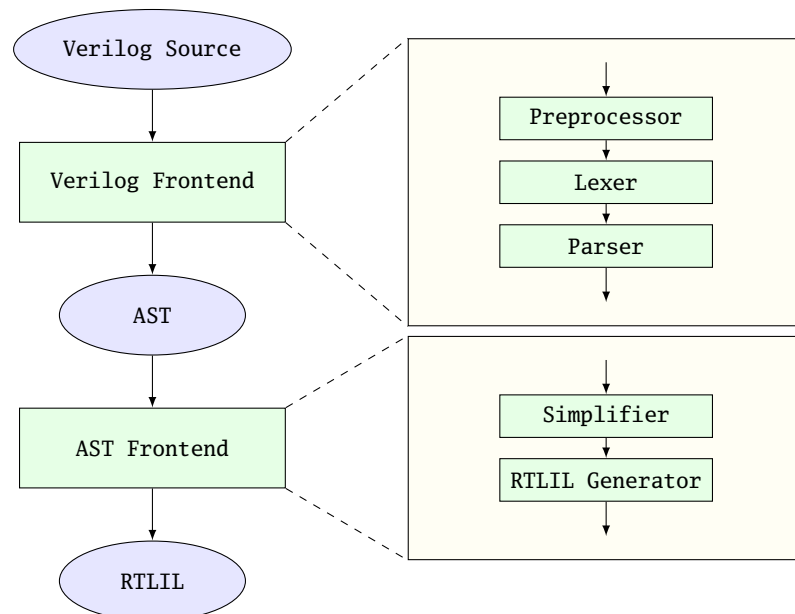 Verilog Source
Verilog Frontend
AST
AST Frontend
RTLIL
Preprocessor
Lexer
Parser
Simplifier
RTLIL Generator